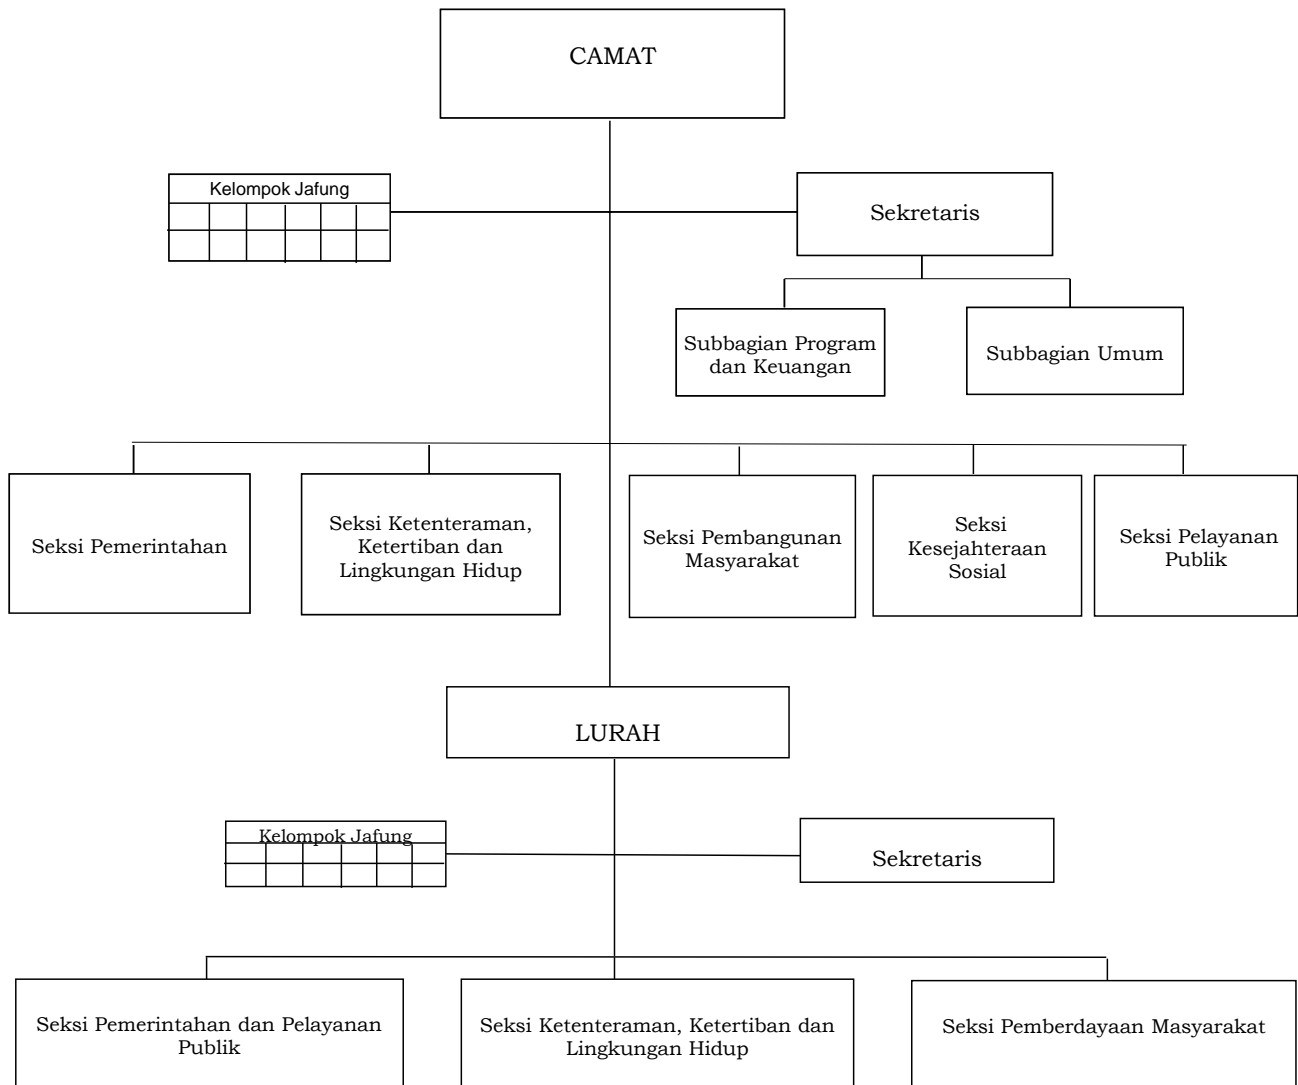 CAMAT
Kelompok Jafung
Sekretaris
Subbagian Program
dan Keuangan
Subbagian Umum
Seksi Pemerintahan
Seksi Ketenteraman,
Ketertiban dan
Lingkungan Hidup
Seksi Pembangunan
Masyarakat
Seksi
Kesejahteraan
Sosial
Seksi Pelayanan
Publik
LURAH
Kelompok Jafung
Sekretaris
Seksi Pemerintahan dan Pelayanan
Publik
Seksi Ketenteraman, Ketertiban dan
Lingkungan Hidup
Seksi Pemberdayaan Masyarakat